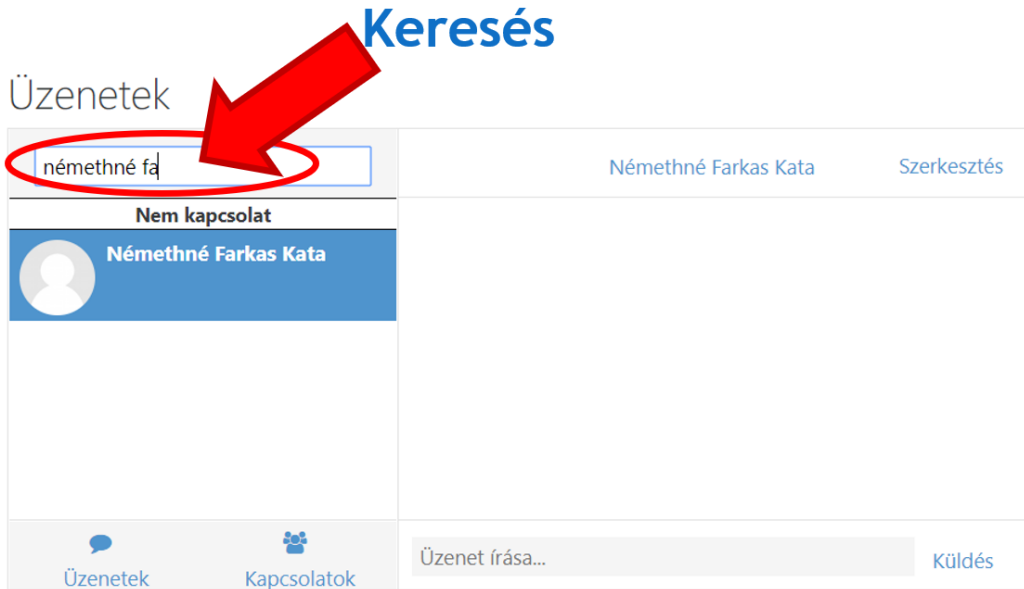 Keresés
Üzenetek
némethné fa
Némethné Farkas Kata
Szerkesztés
Nem kapcsolat
Némethné Farkas Kata
Üzenet írása...
Küldés
Üzenetek
Kapcsolatok